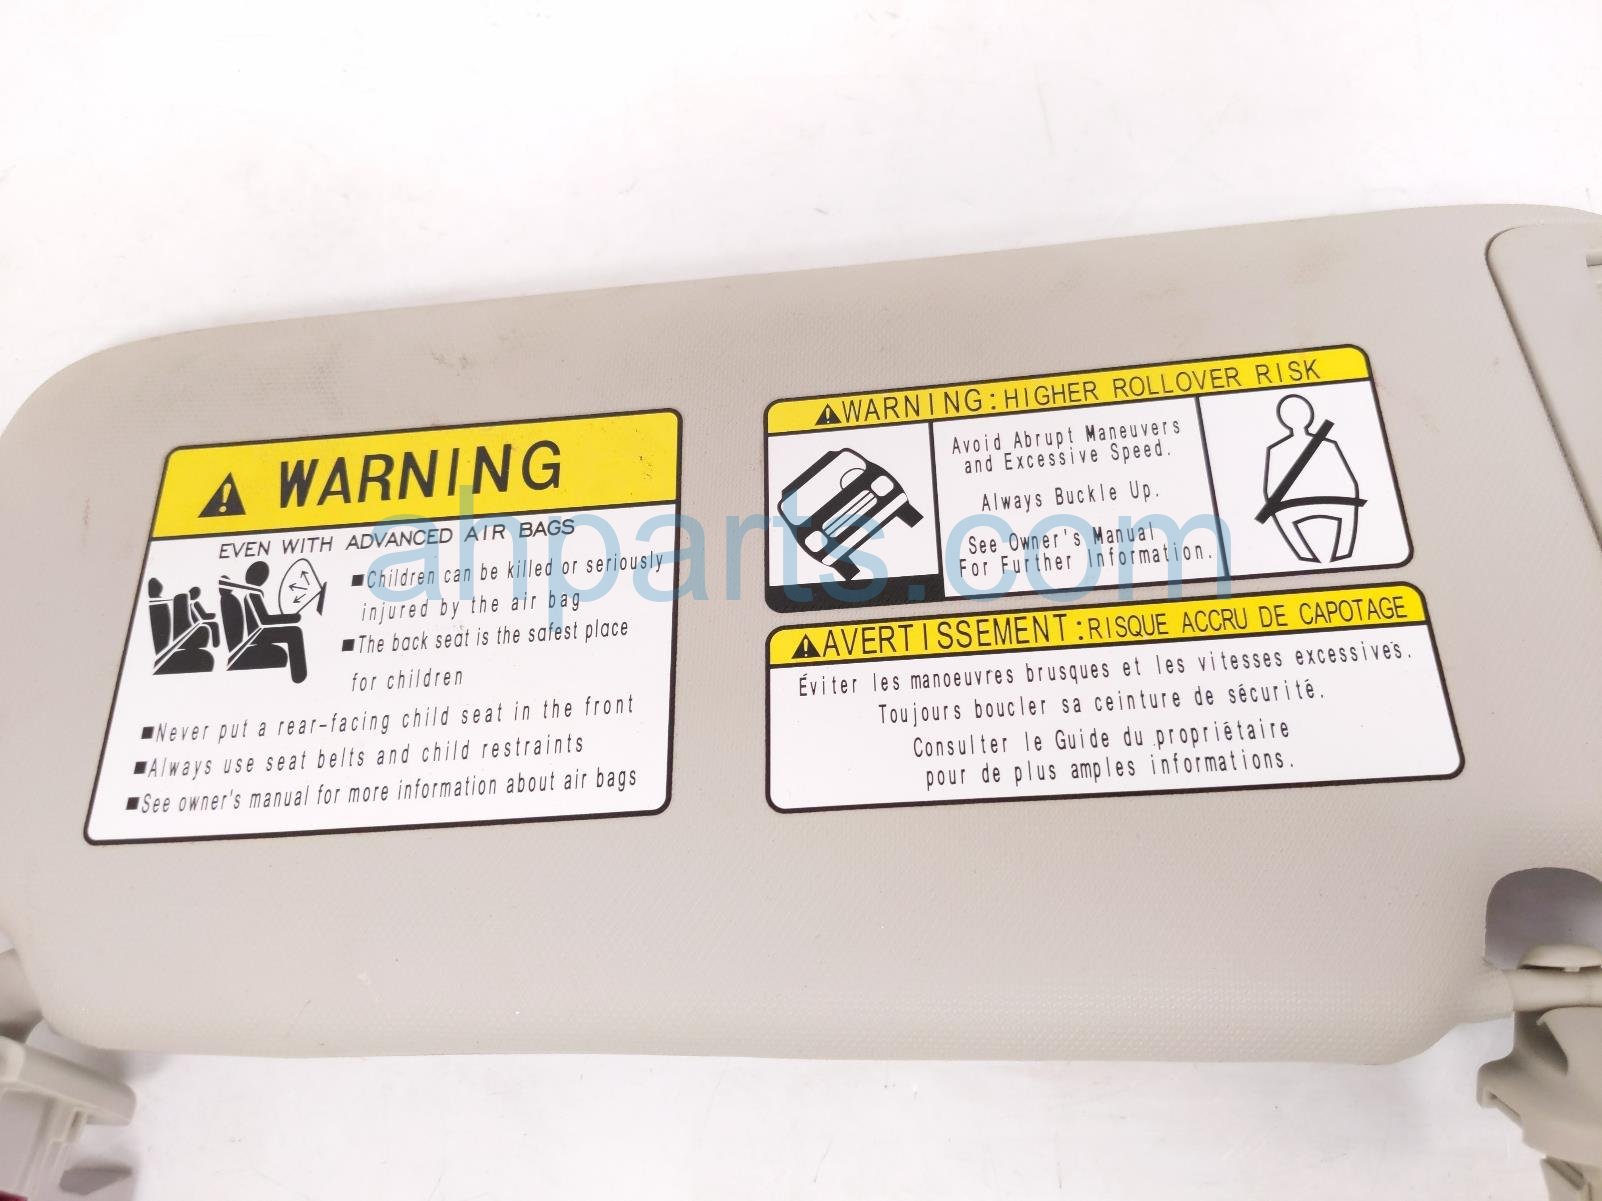 WARNING
EVEN WITH ADVANCED AIR BAGS
■Children can be killed or seriously
injured by the air bag
■The back seat is the safest place
for children
■Never put a rear-facing child seat in the front
■Always use seat belts and child restraints
■See owner's manual for more information about air bags
WARNING:HIGHER ROLLOVER RISK
Avoid Abrupt Maneuvers
and Excessive Speed.
Always Buckle Up.
See Owner's Manual
For Further Information.
AVERTISSEMENT:RISQUE ACCRU DE CAPOTAGE
Éviter les manoeuvres brusques et les vitesses excessives.
Toujours boucler sa ceinture de sécurité.
Consulter le Guide du propriétaire
pour de plus amples informations.
ahparts.com